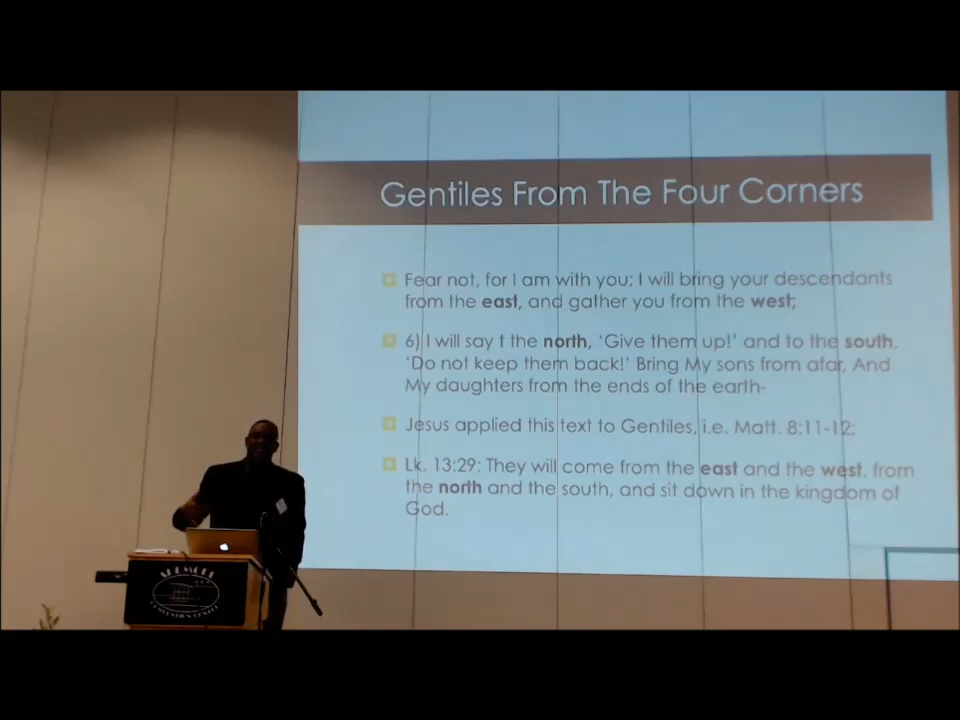 Gentiles From The Four Corners
Fear not, for I am with you; I will bring your descendants
from the east, and gather you from the west;
6) I will say t the north, ‘Give them up!’ and to the south,
‘Do not keep them back!’ Bring My sons from afar, And
My daughters from the ends of the earth-
Jesus applied this text to Gentiles, i.e. Matt. 8:11-12;
Lk. 13:29: They will come from the east and the west, from
the north and the south, and sit down in the kingdom of
God.
ARDMORE
CONVENTION CENTER